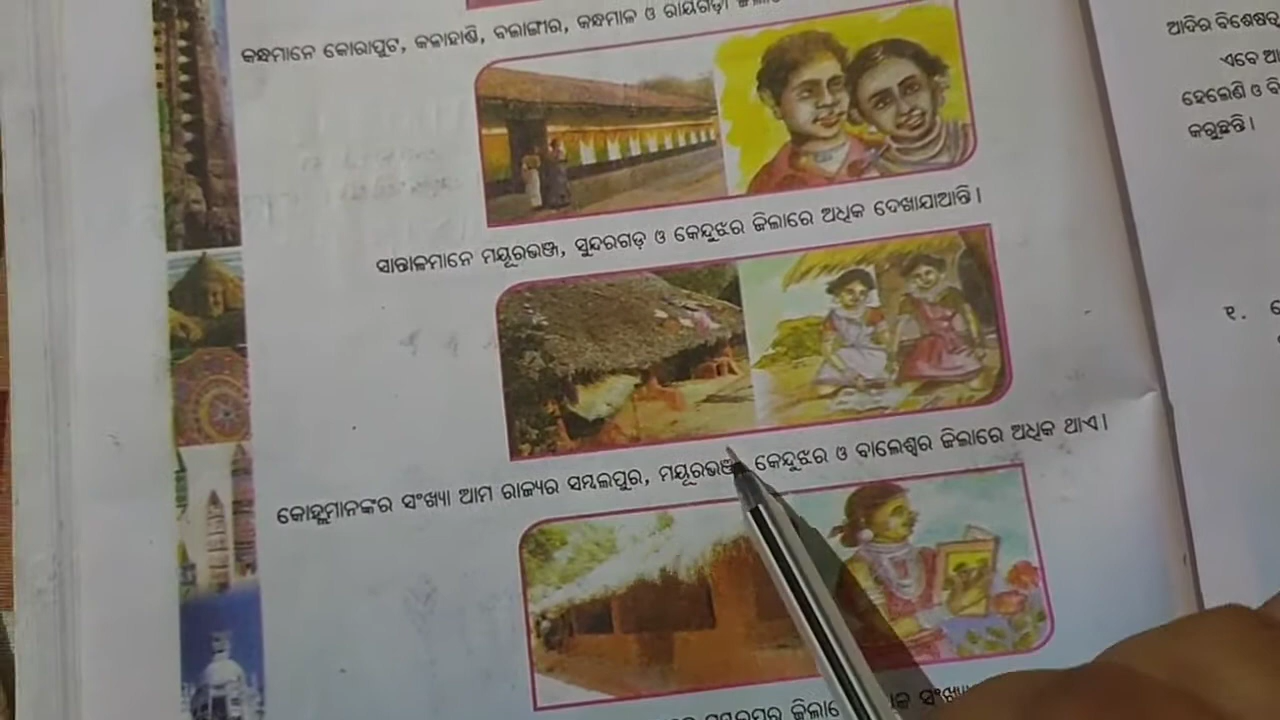 କନ୍ଧମାନେ କୋରାପୁଟ, କଳାହାଣ୍ଡି, ବଲାଙ୍ଗୀର, କନ୍ଧମାଳ ଓ ରାୟଗଡ଼ା
ସାନ୍ତାଳମାନେ ମୟୂରଭଞ୍ଜ, ସୁନ୍ଦରଗଡ଼ ଓ କେନ୍ଦୁଝର ଜିଲାରେ ଅଧିକ ଦେଖାଯାଆନ୍ତି।
କୋହ୍ଲମାନଙ୍କର ସଂଖ୍ୟା ଆମ ରାଜ୍ୟର ସମ୍ବଲପୁର, ମୟୂରଭଞ୍ଜ କେନ୍ଦୁଝର ଓ ବାଲେଶ୍ୱର ଜିଲାରେ ଅଧିକ ଥାଏ।
ଆଦିର ବିଶେଷତ୍ୱ
ଏବେ
ହେଲେଣି ଓ
କରୁଛନ୍ତି।
୧.